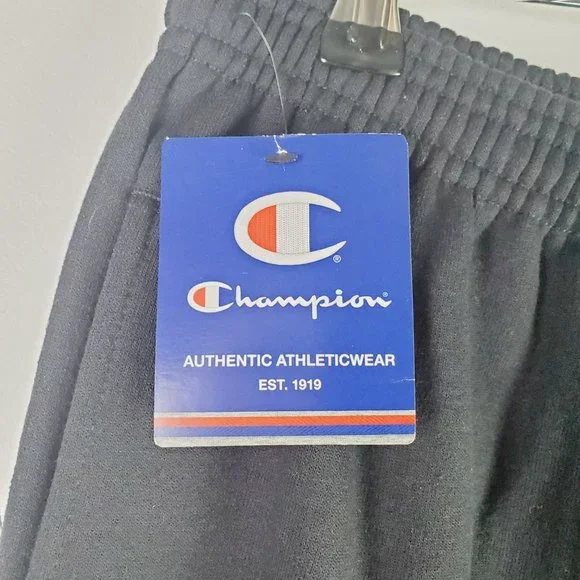 ®
Champion®
AUTHENTIC ATHLETICWEAR
EST. 1919